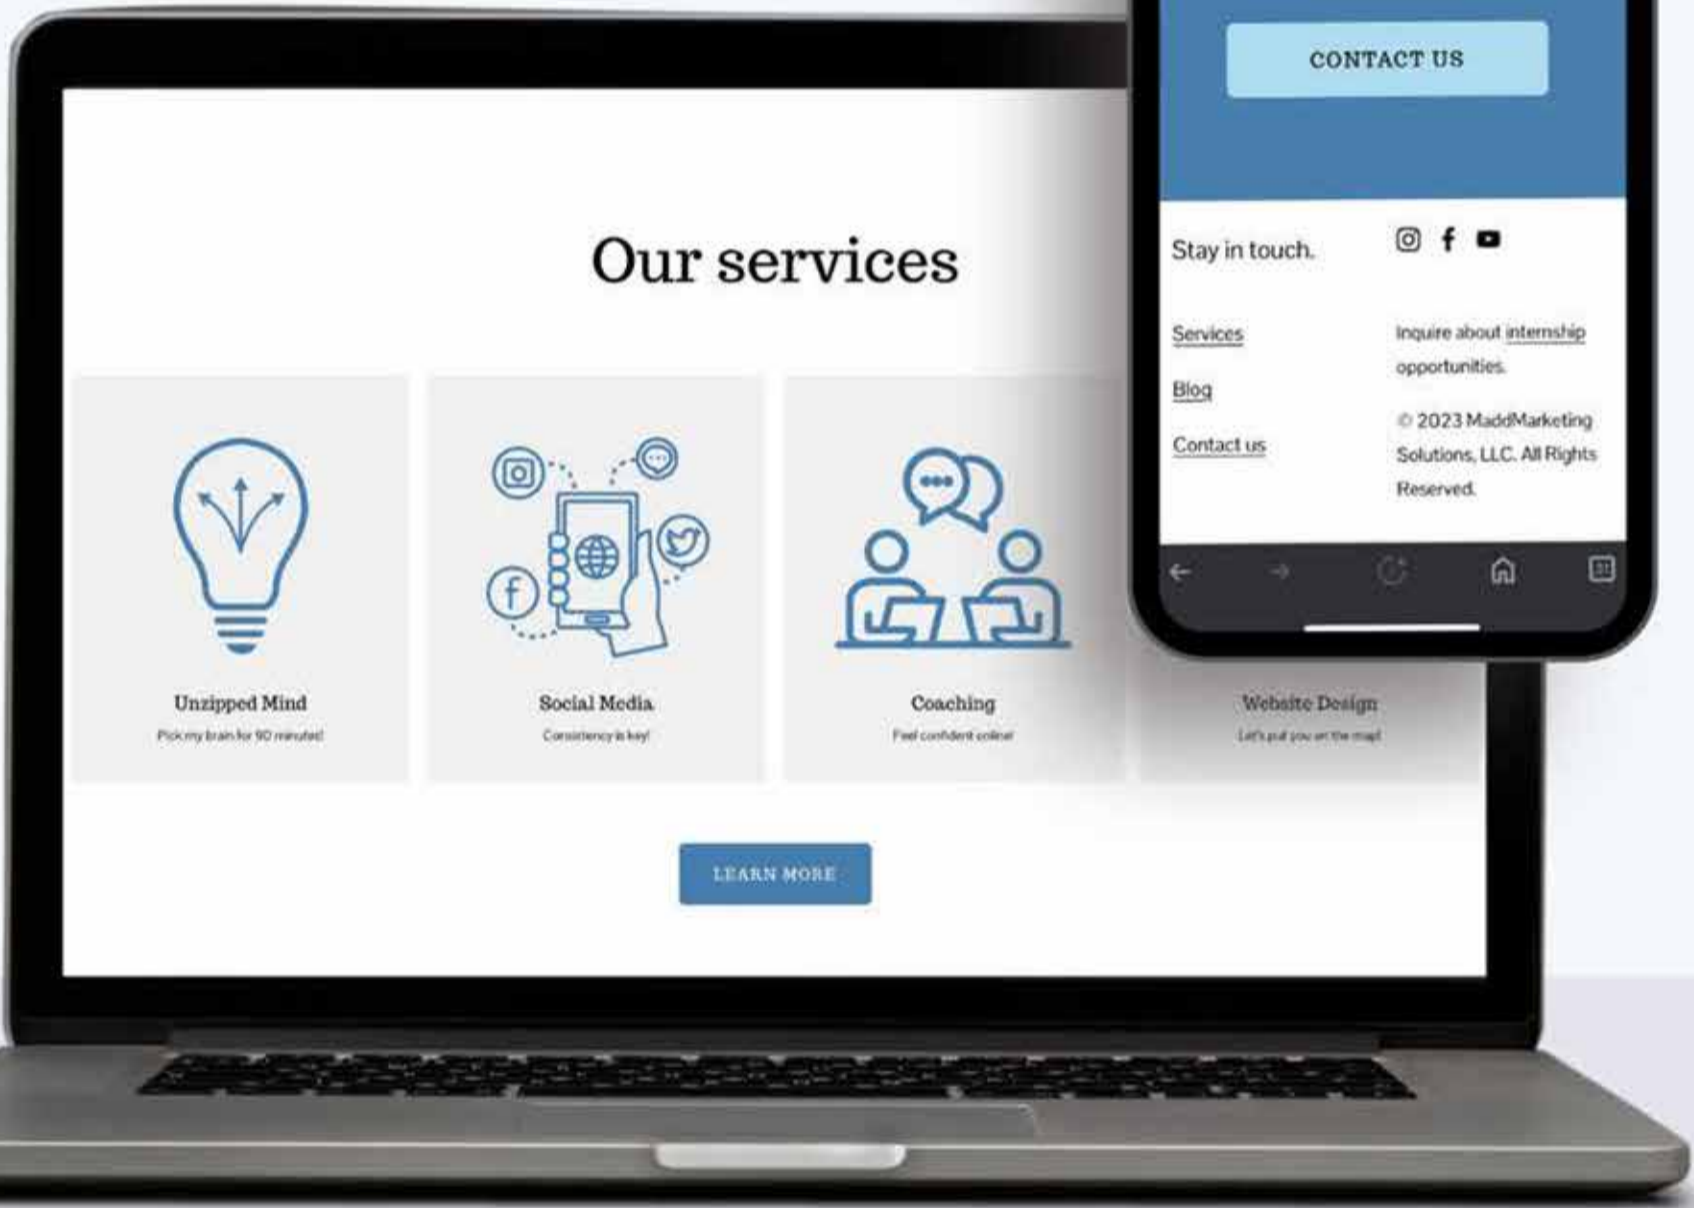 Our services
Unzipped Mind
Pick my brain for 90 minutes!
Social Media
Consistency is key!
Coaching
Feel confident online!
Website Design
Let's put you on the map!
LEARN MORE
CONTACT US
Stay in touch.
Services
Blog
Contact us
Inquire about internship
opportunities.
© 2023 MaddMarketing
Solutions, LLC. All Rights
Reserved.
31